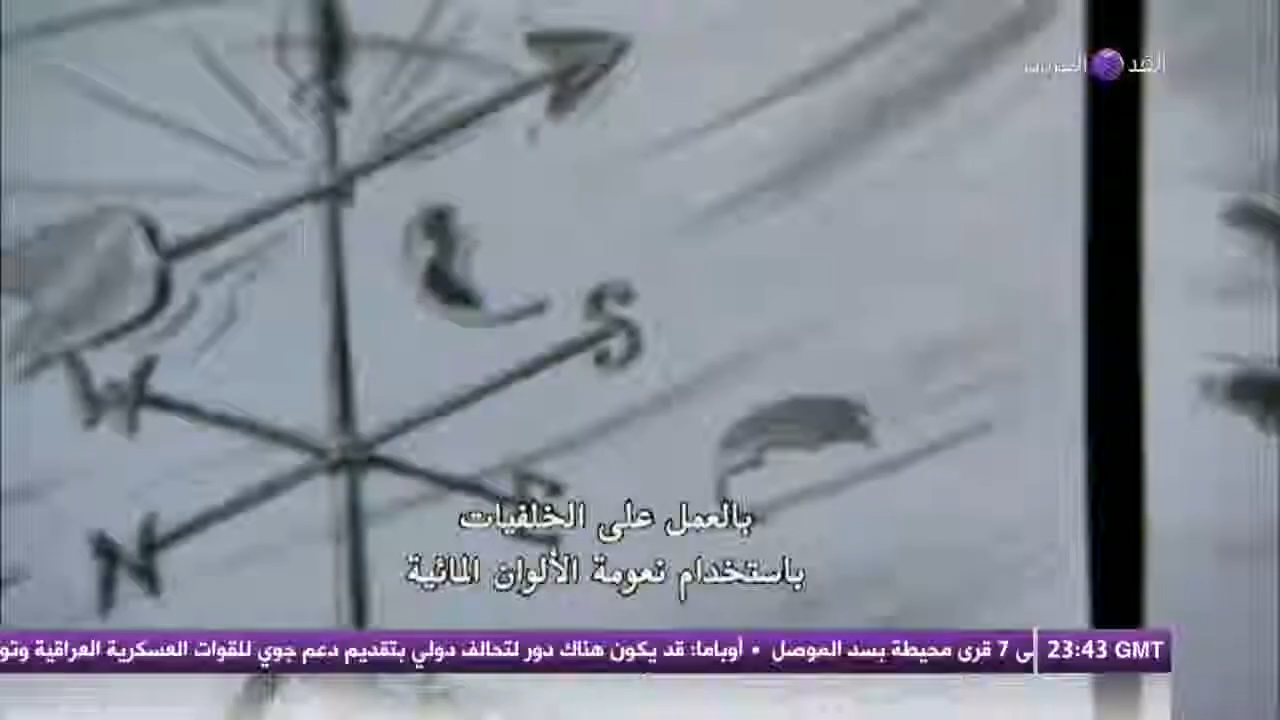 الغد
S
W
E
N
بالعمل على الخلفيات
باستخدام نعومة الألوان المائية
23:43 GMT
ى 7 قرى محيطة بسد الموصل • أوباما: قد يكون هناك دور لتحالف دولي بتقديم دعم جوي للقوات العسكرية العراقية وتو